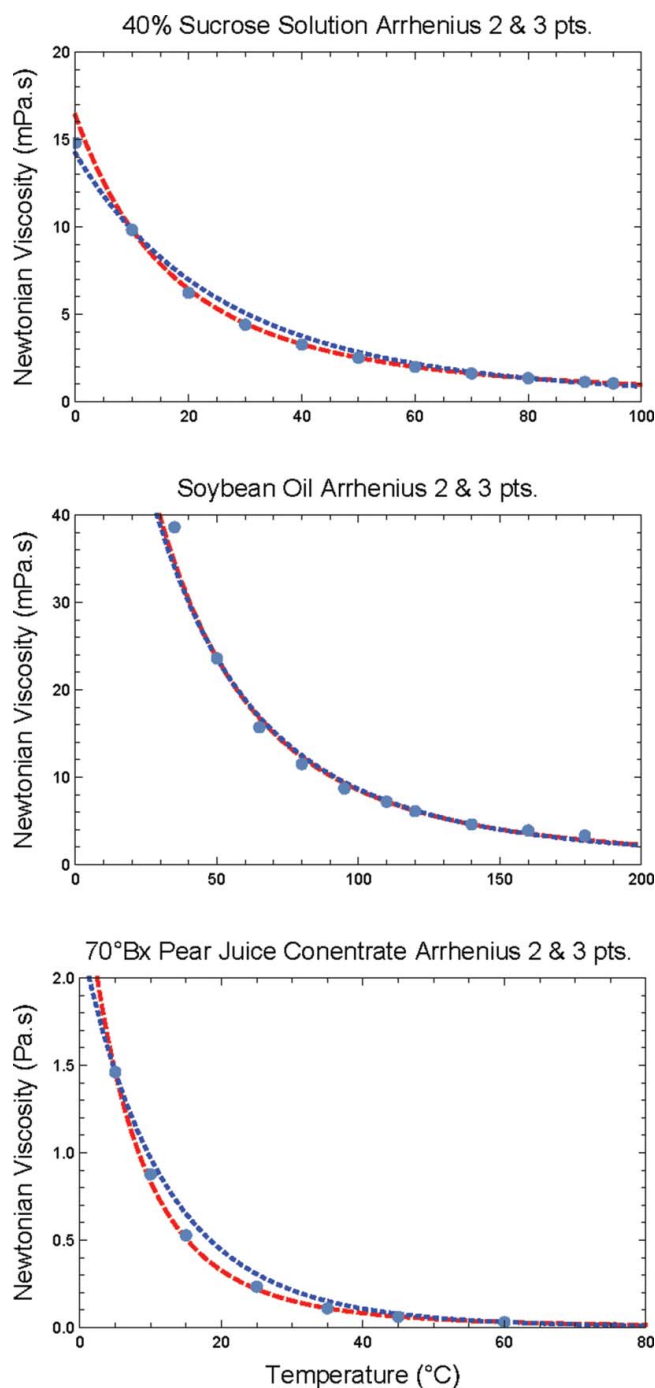 40% Sucrose Solution Arrhenius 2 & 3 pts.
20
15
10
5
0
Newtonian Viscosity (mPa.s)
0 20 40 60 80 100
Soybean Oil Arrhenius 2 & 3 pts.
40
30
20
10
0
Newtonian Viscosity (mPa.s)
0 50 100 150 200
70°Bx Pear Juice Conentrate Arrhenius 2 & 3 pts.
2.0
1.5
1.0
0.5
0.0
Newtonian Viscosity (Pa.s)
0 20 40 60 80
Temperature (°C)